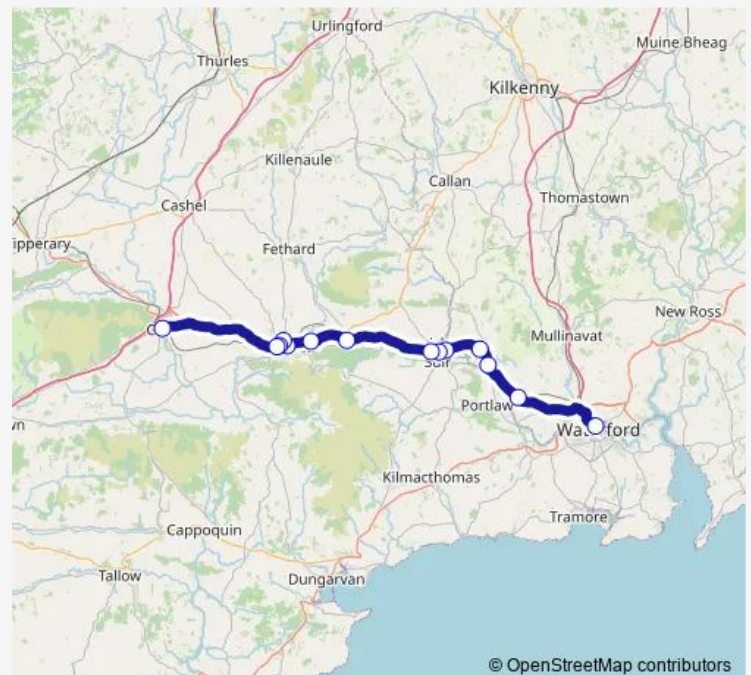 Urlingford
Muine Bheag
Thurles
Kilkenny
Killenaule
Callan
Thomastown
Cashel
ipperary
Fethard
New Ross
Mullinavat
Portlaw
Kilmacthomas
Tramore
Cappoquin
Tallow
Dungarvan
© OpenStreetMap contributors